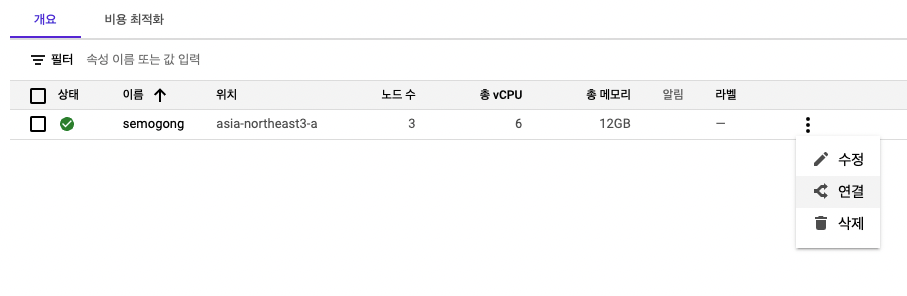 개요 비용 최적화
필터 속성 이름 또는 값 입력
상태 이름 위치 노드 수 총 vCPU 총 메모리 알림 라벨
semogong asia-northeast3-a 3 6 12GB —
수정
연결
삭제